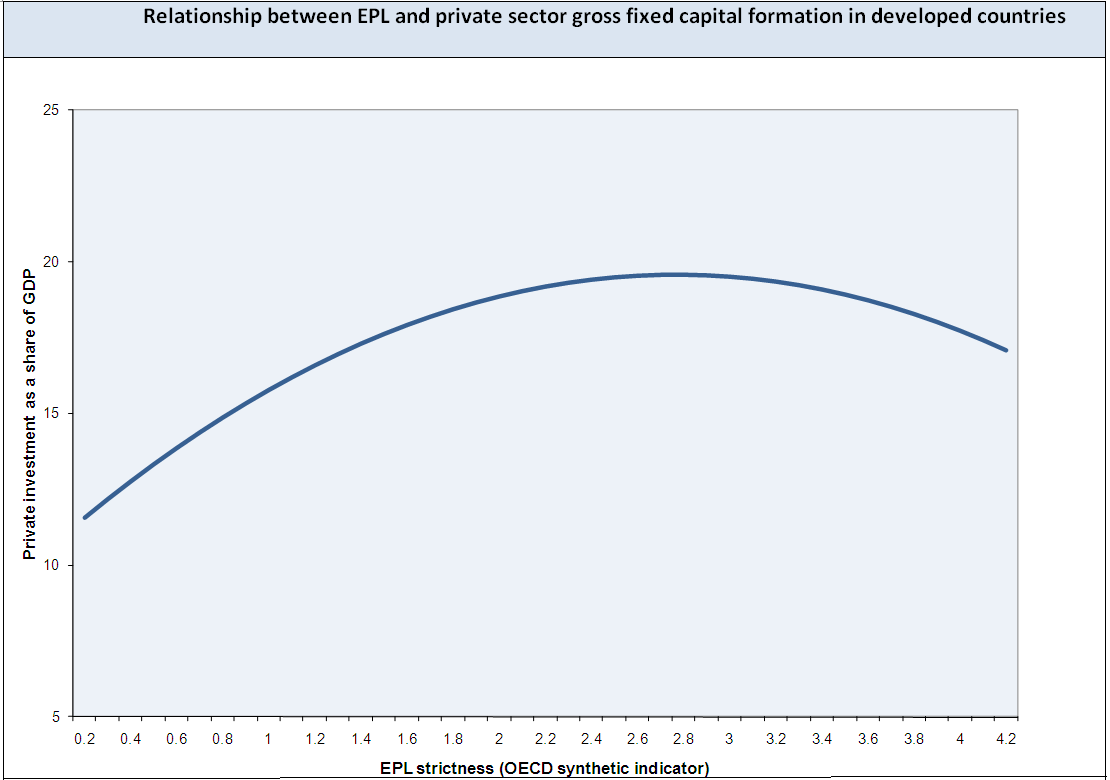 Relationship between EPL and private sector gross fixed capital formation in developed countries
25
20
15
10
5
Private investment as a share of GDP
0.2 0.4 0.6 0.8 1 1.2 1.4 1.6 1.8 2 2.2 2.4 2.6 2.8 3 3.2 3.4 3.6 3.8 4 4.2
EPL strictness (OECD synthetic indicator)